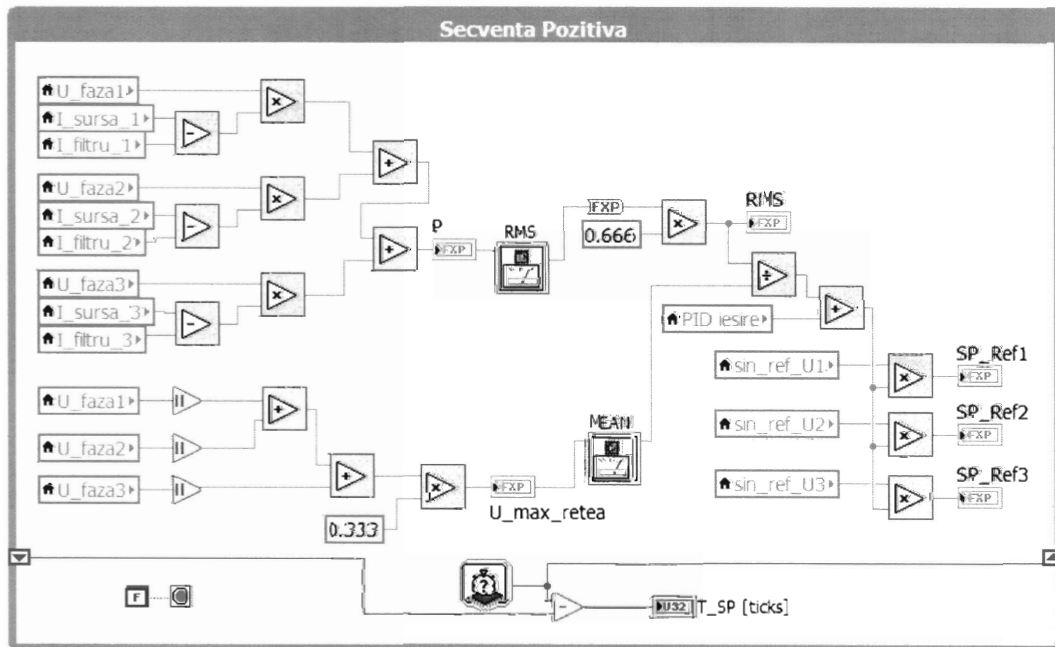 Secventa Pozitiva
U_faza1
I_sursa_1
I_filtru_1
U_faza2
I_sursa_2
I_filtru_2
U_faza3
I_sursa_3
I_filtru_3
P
FXP
RMS
FXP
0.666
RMS
FXP
PID iesire
sin_ref_U1
SP_Ref1
FXP
sin_ref_U2
SP_Ref2
FXP
sin_ref_U3
SP_Ref3
FXP
U_faza1
U_faza2
U_faza3
0.333
FXP
U_max_retea
MEAN
F
U32
T_SP [ticks]